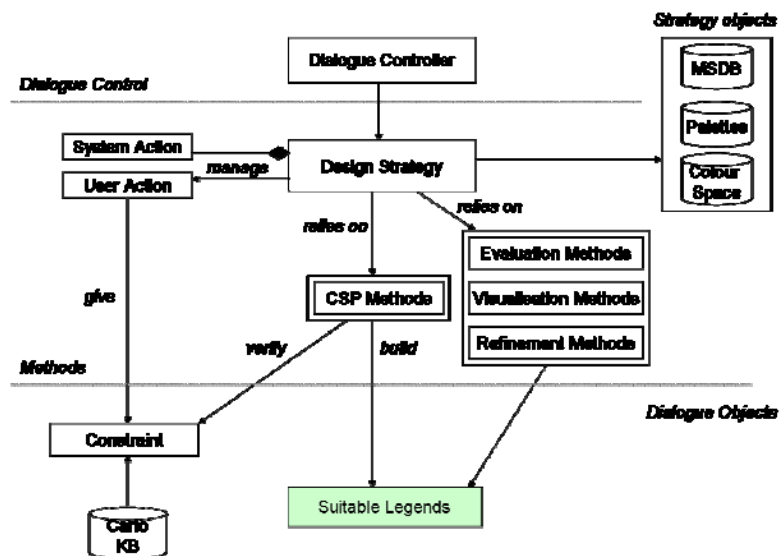 Strategy objects
Dialogue Controller
MSDB
Dialogue Control
Palettes
System Action
manage
Design Strategy
Colour
Space
User Action
relies on
relies on
Evaluation Methods
give
CSP Methods
Visualisation Methods
verify
build
Refinement Methods
Methods
Dialogue Objects
Constraint
Suitable Legends
Carto
KB